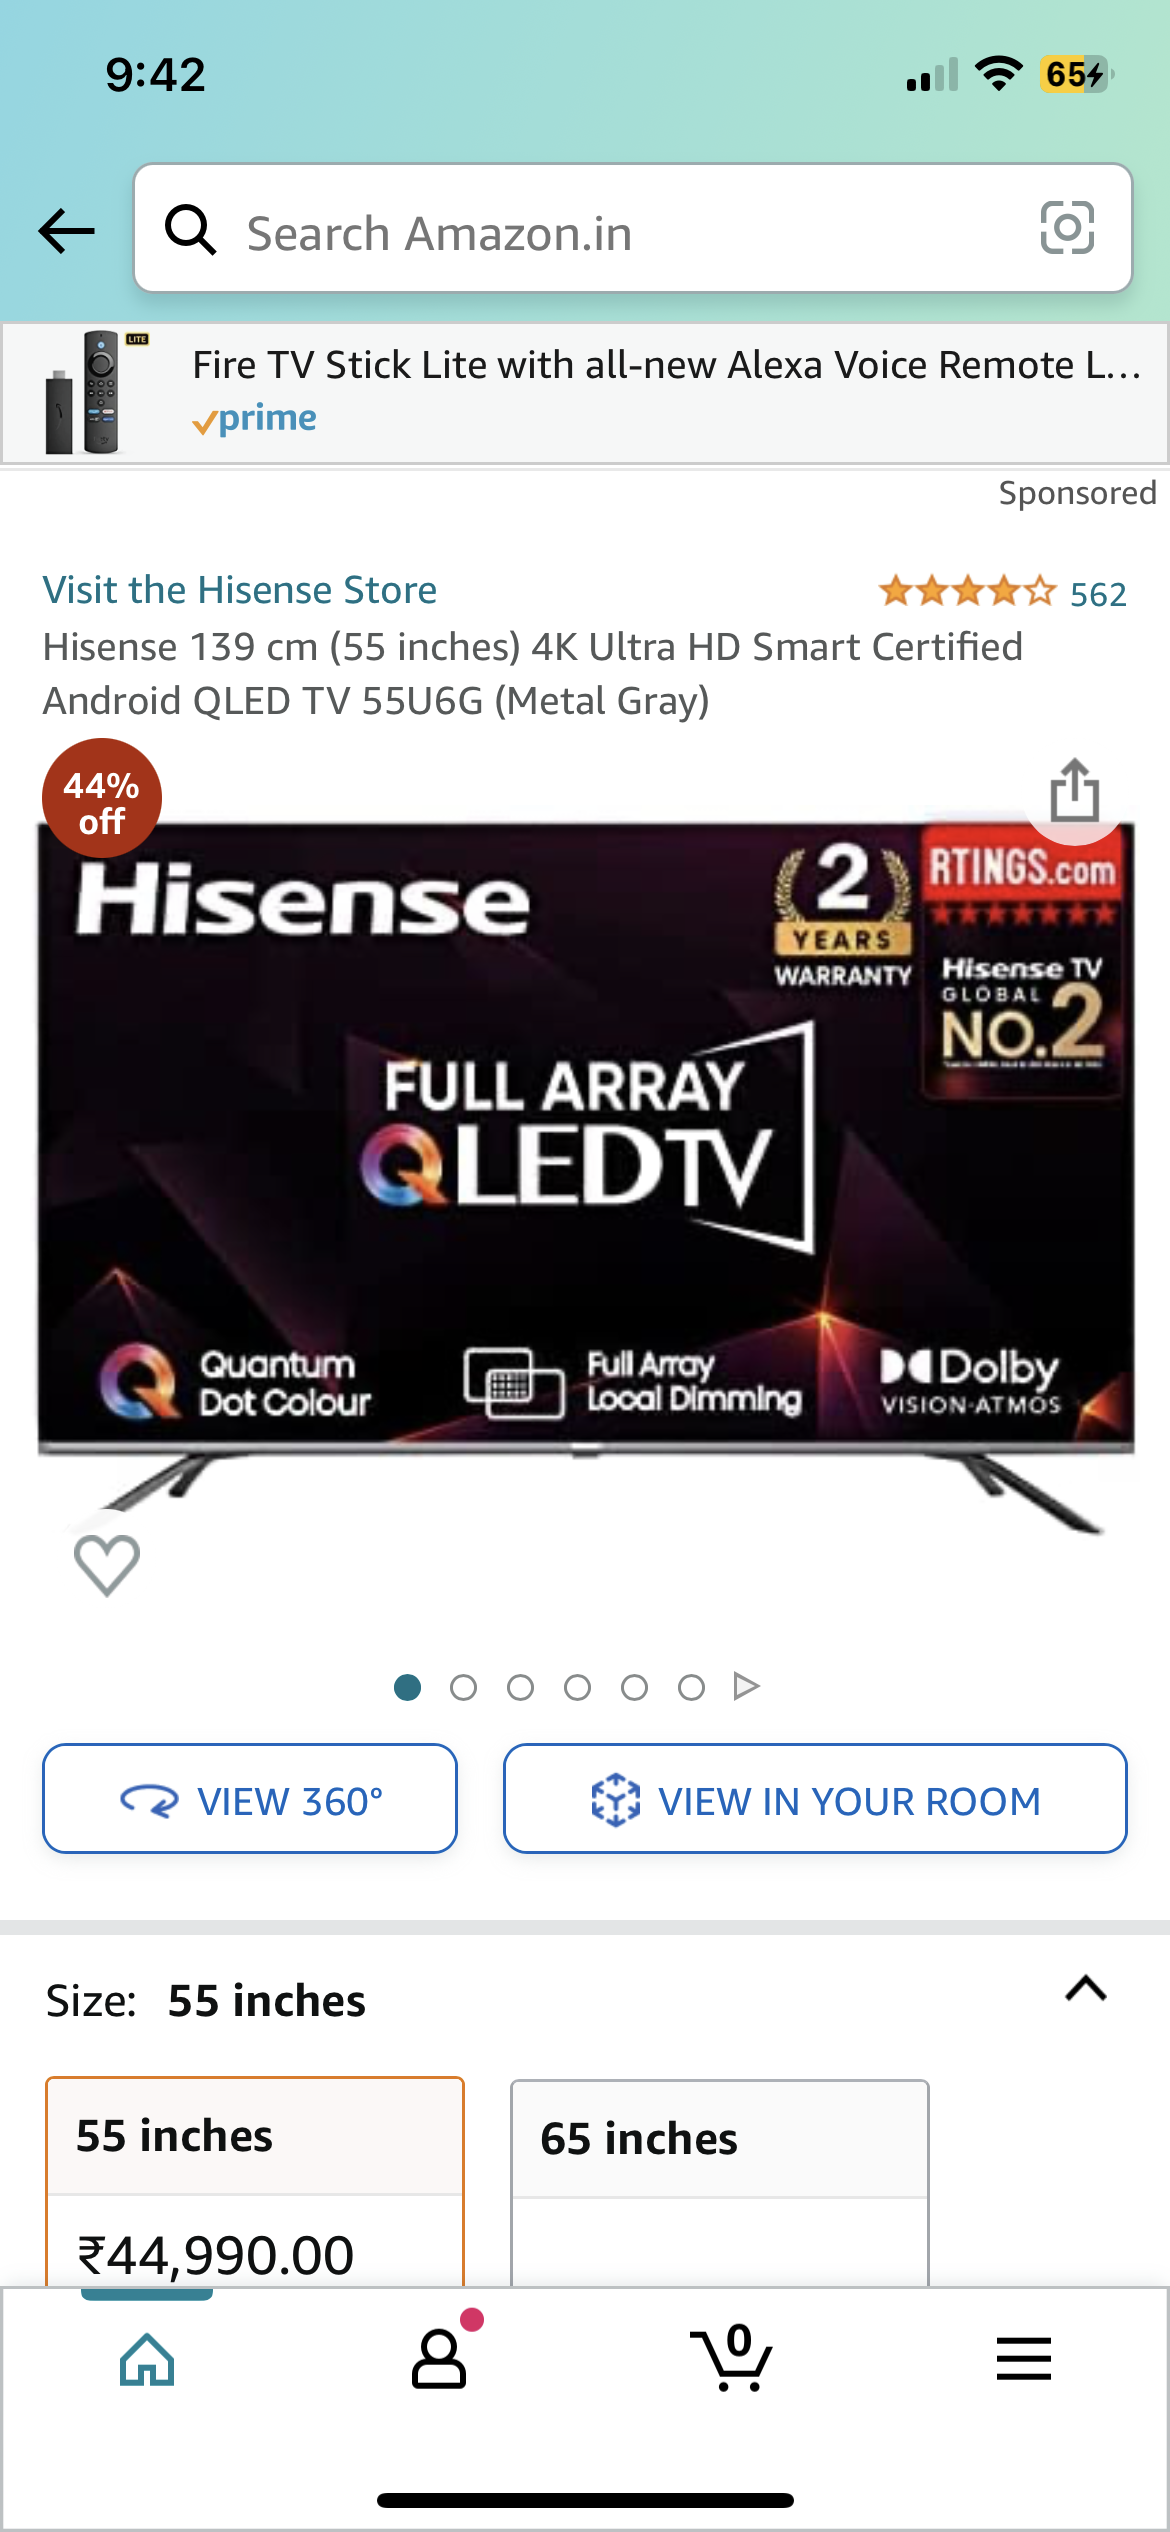 9:42
65
Search Amazon.in
LITE
Fire TV Stick Lite with all-new Alexa Voice Remote L...
prime
Sponsored
Visit the Hisense Store
562
Hisense 139 cm (55 inches) 4K Ultra HD Smart Certified
Android QLED TV 55U6G (Metal Gray)
44%
off
Hisense
2
YEARS
WARRANTY
RTINGS.com
Hisense TV
GLOBAL
NO.2
FULL ARRAY
QLED TV
Quantum
Dot Colour
Full Array
Local Dimming
Dolby
VISION·ATMOS
VIEW 360°
VIEW IN YOUR ROOM
Size: 55 inches
55 inches
65 inches
₹44,990.00
0